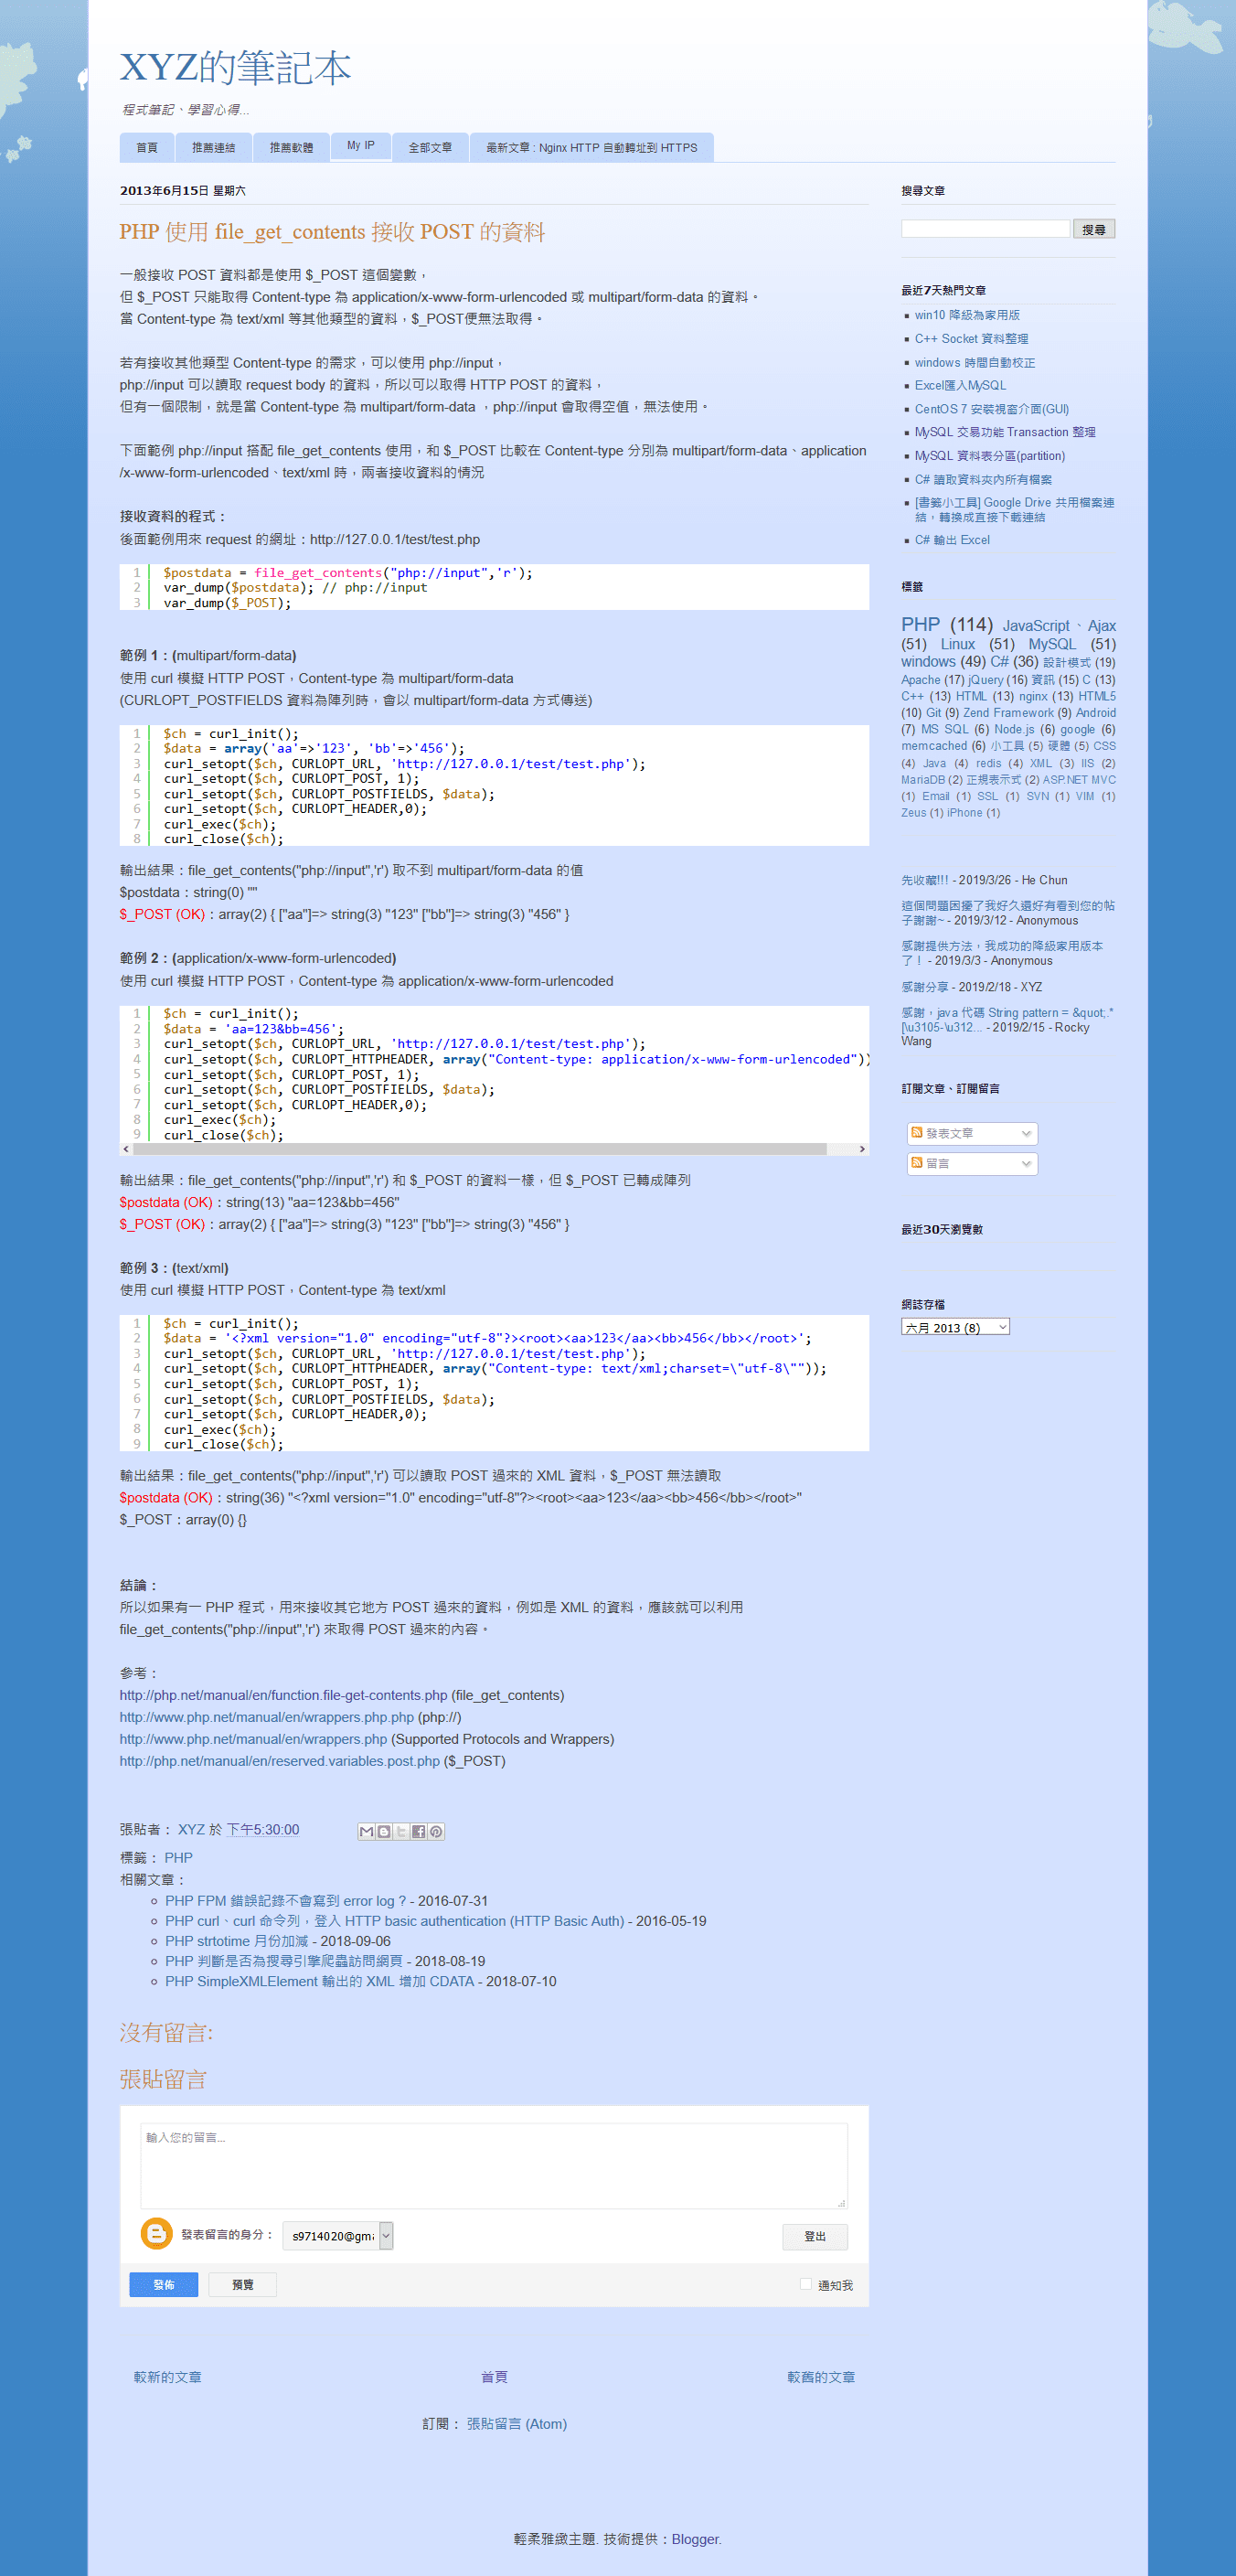 XYZ的筆記本
程式筆記、學習心得...
首頁
推薦連結
推薦軟體
My IP
全部文章
最新文章 : Nginx HTTP 自動轉址到 HTTPS
2013年6月15日 星期六
PHP 使用 file_get_contents 接收 POST 的資料
一般接收 POST 資料都是使用 $_POST 這個變數，
但 $_POST 只能取得 Content-type 為 application/x-www-form-urlencoded 或 multipart/form-data 的資料。
當 Content-type 為 text/xml 等其他類型的資料，$_POST便無法取得。
若有接收其他類型 Content-type 的需求，可以使用 php://input，
php://input 可以讀取 request body 的資料，所以可以取得 HTTP POST 的資料，
但有一個限制，就是當 Content-type 為 multipart/form-data ，php://input 會取得空值，無法使用。
下面範例 php://input 搭配 file_get_contents 使用，和 $_POST 比較在 Content-type 分別為 multipart/form-data、application
/x-www-form-urlencoded、text/xml 時，兩者接收資料的情況
接收資料的程式：
後面範例用來 request 的網址：http://127.0.0.1/test/test.php
1 $postdata = file_get_contents("php://input",'r');
2 var_dump($postdata); // php://input
3 var_dump($_POST);
範例 1：(multipart/form-data)
使用 curl 模擬 HTTP POST，Content-type 為 multipart/form-data
(CURLOPT_POSTFIELDS 資料為陣列時，會以 multipart/form-data 方式傳送)
1 $ch = curl_init();
2 $data = array('aa'=>'123', 'bb'=>'456');
3 curl_setopt($ch, CURLOPT_URL, 'http://127.0.0.1/test/test.php');
4 curl_setopt($ch, CURLOPT_POST, 1);
5 curl_setopt($ch, CURLOPT_POSTFIELDS, $data);
6 curl_setopt($ch, CURLOPT_HEADER,0);
7 curl_exec($ch);
8 curl_close($ch);
輸出結果：file_get_contents("php://input",'r') 取不到 multipart/form-data 的值
$postdata：string(0) ""
$_POST (OK)：array(2) { ["aa"]=> string(3) "123" ["bb"]=> string(3) "456" }
範例 2：(application/x-www-form-urlencoded)
使用 curl 模擬 HTTP POST，Content-type 為 application/x-www-form-urlencoded
1 $ch = curl_init();
2 $data = 'aa=123&bb=456';
3 curl_setopt($ch, CURLOPT_URL, 'http://127.0.0.1/test/test.php');
4 curl_setopt($ch, CURLOPT_HTTPHEADER, array("Content-type: application/x-www-form-urlencoded"))
5 curl_setopt($ch, CURLOPT_POST, 1);
6 curl_setopt($ch, CURLOPT_POSTFIELDS, $data);
7 curl_setopt($ch, CURLOPT_HEADER,0);
8 curl_exec($ch);
9 curl_close($ch);
輸出結果：file_get_contents("php://input",'r') 和 $_POST 的資料一樣，但 $_POST 已轉成陣列
$postdata (OK)：string(13) "aa=123&bb=456"
$_POST (OK)：array(2) { ["aa"]=> string(3) "123" ["bb"]=> string(3) "456" }
範例 3：(text/xml)
使用 curl 模擬 HTTP POST，Content-type 為 text/xml
1 $ch = curl_init();
2 $data = '<?xml version="1.0" encoding="utf-8"?><root><aa>123</aa><bb>456</bb></root>';
3 curl_setopt($ch, CURLOPT_URL, 'http://127.0.0.1/test/test.php');
4 curl_setopt($ch, CURLOPT_HTTPHEADER, array("Content-type: text/xml;charset=\"utf-8\""));
5 curl_setopt($ch, CURLOPT_POST, 1);
6 curl_setopt($ch, CURLOPT_POSTFIELDS, $data);
7 curl_setopt($ch, CURLOPT_HEADER,0);
8 curl_exec($ch);
9 curl_close($ch);
輸出結果：file_get_contents("php://input",'r') 可以讀取 POST 過來的 XML 資料，$_POST 無法讀取
$postdata (OK)：string(36) "<?xml version="1.0" encoding="utf-8"?><root><aa>123</aa><bb>456</bb></root>"
$_POST：array(0) {}
結論：
所以如果有一 PHP 程式，用來接收其它地方 POST 過來的資料，例如是 XML 的資料，應該就可以利用
file_get_contents("php://input",'r') 來取得 POST 過來的內容。
參考：
http://php.net/manual/en/function.file-get-contents.php (file_get_contents)
http://www.php.net/manual/en/wrappers.php.php (php://)
http://www.php.net/manual/en/wrappers.php (Supported Protocols and Wrappers)
http://php.net/manual/en/reserved.variables.post.php ($_POST)
張貼者： XYZ 於 下午5:30:00
標籤： PHP
相關文章：
PHP FPM 錯誤記錄不會寫到 error log ? - 2016-07-31
PHP curl、curl 命令列，登入 HTTP basic authentication (HTTP Basic Auth) - 2016-05-19
PHP strtotime 月份加減 - 2018-09-06
PHP 判斷是否為搜尋引擎爬蟲訪問網頁 - 2018-08-19
PHP SimpleXMLElement 輸出的 XML 增加 CDATA - 2018-07-10
沒有留言:
張貼留言
輸入您的留言...
發表留言的身分：
s9714020@gma
登出
發佈
預覽
通知我
較新的文章
首頁
較舊的文章
訂閱： 張貼留言 (Atom)
搜尋文章
搜尋
最近7天熱門文章
win10 降級為家用版
C++ Socket 資料整理
windows 時間自動校正
Excel匯入MySQL
CentOS 7 安裝視窗介面(GUI)
MySQL 交易功能 Transaction 整理
MySQL 資料表分區(partition)
C# 讀取資料夾內所有檔案
[書籤小工具] Google Drive 共用檔案連
結，轉換成直接下載連結
C# 輸出 Excel
標籤
PHP (114) JavaScript、Ajax
(51) Linux (51) MySQL (51)
windows (49) C# (36) 設計模式 (19)
Apache (17) jQuery (16) 資訊 (15) C (13)
C++ (13) HTML (13) nginx (13) HTML5
(10) Git (9) Zend Framework (9) Android
(7) MS SQL (6) Node.js (6) google (6)
memcached (6) 小工具 (5) 硬體 (5) CSS
(4) Java (4) redis (4) XML (3) IIS (2)
MariaDB (2) 正規表示式 (2) ASP.NET MVC
(1) Email (1) SSL (1) SVN (1) VIM (1)
Zeus (1) iPhone (1)
先收藏!!! - 2019/3/26 - He Chun
這個問題困擾了我好久還好有看到您的帖
子謝謝~ - 2019/3/12 - Anonymous
感謝提供方法，我成功的降級家用版本
了！ - 2019/3/3 - Anonymous
感謝分享 - 2019/2/18 - XYZ
感謝，java 代碼 String pattern = &quot;.*
[\u3105-\u312... - 2019/2/15 - Rocky
Wang
訂閱文章、訂閱留言
發表文章
留言
最近30天瀏覽數
網誌存檔
六月 2013 (8)
輕柔雅緻主題. 技術提供：Blogger.